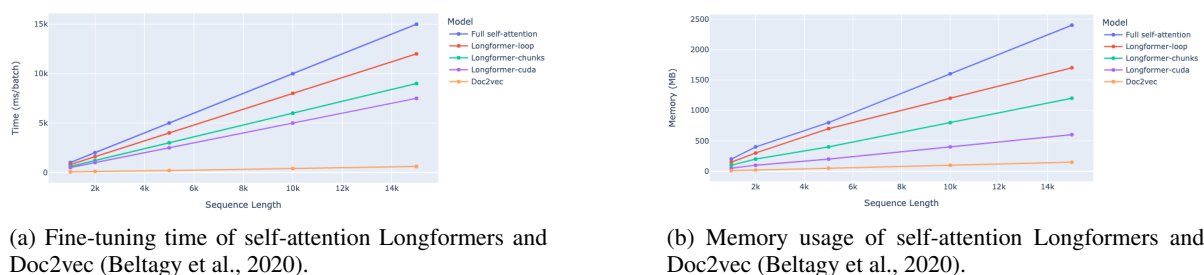 15k
10k
5k
0
Time (ms/batch)
2k 4k 6k 8k 10k 12k 14k
Sequence Length
Model
Full self-attention
Longformer-loop
Longformer-chunks
Longformer-cuda
Doc2vec
(a) Fine-tuning time of self-attention Longformers and
Doc2vec (Beltagy et al., 2020).
2500
2000
1500
1000
500
0
Memory (MB)
2k 4k 6k 8k 10k 12k 14k
Sequence Length
Model
Full self-attention
Longformer-loop
Longformer-chunks
Longformer-cuda
Doc2vec
(b) Memory usage of self-attention Longformers and
Doc2vec (Beltagy et al., 2020).